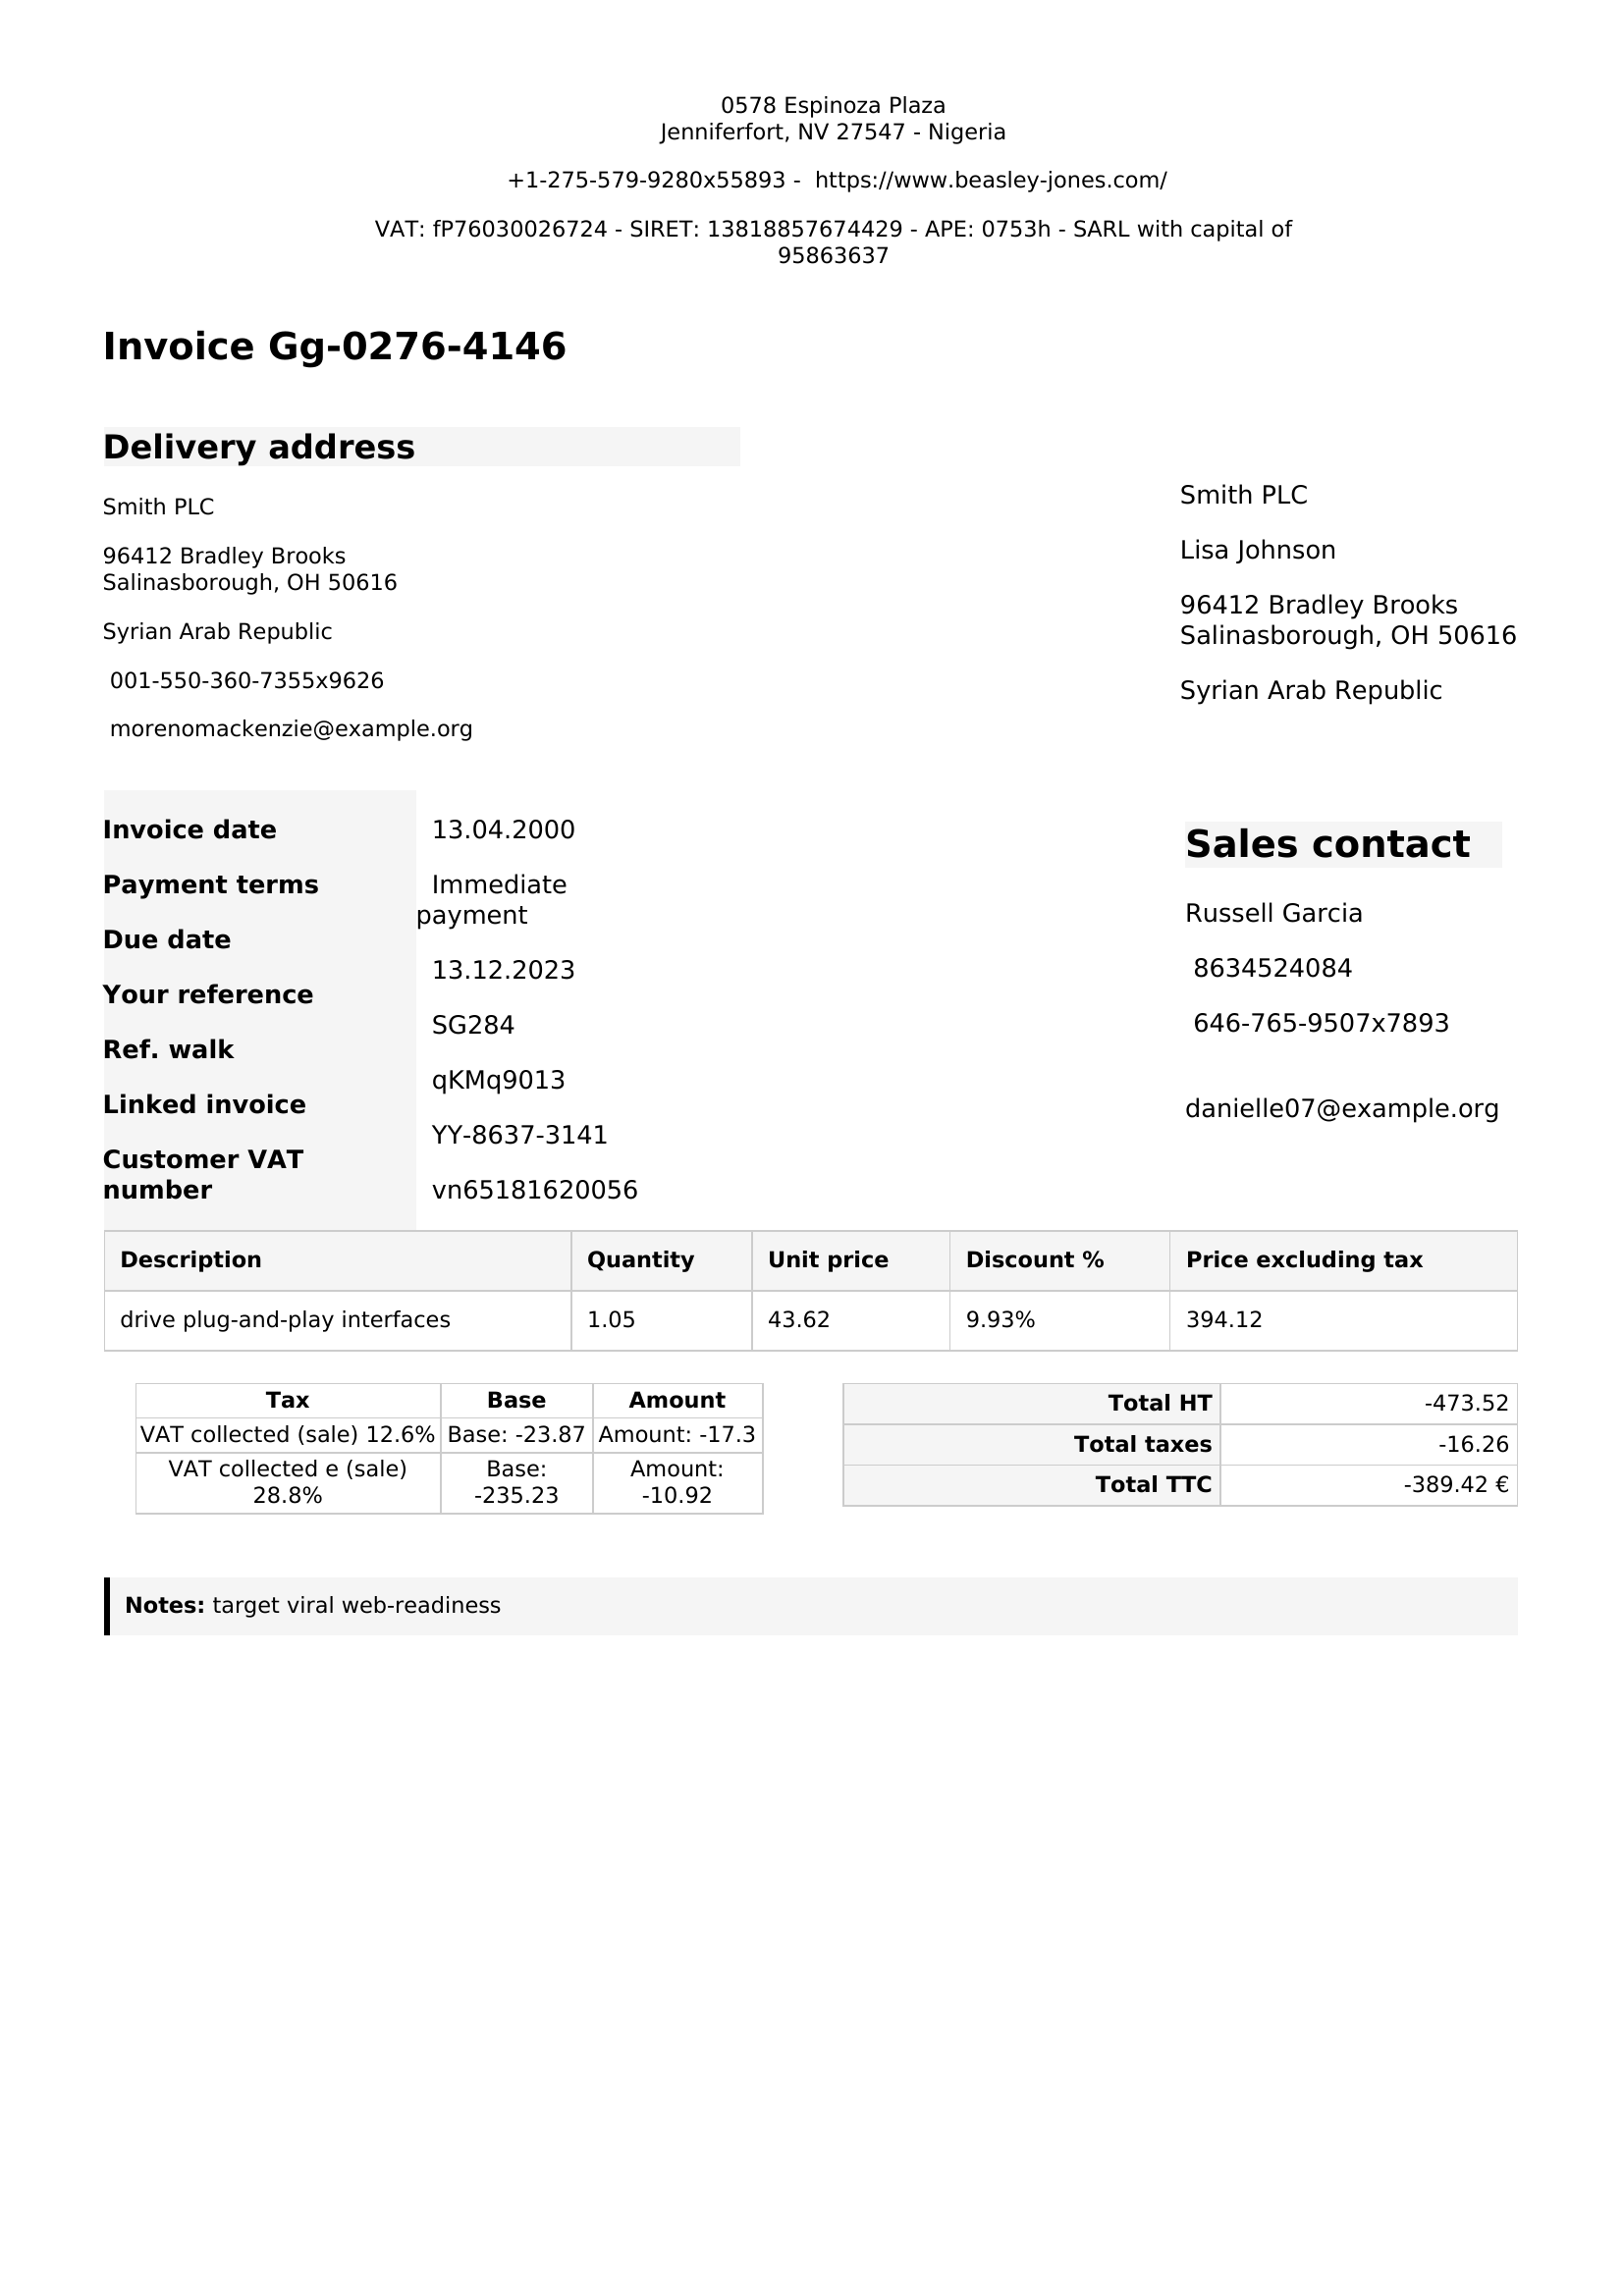 0578 Espinoza Plaza
Jenniferfort, NV 27547 - Nigeria
+1-275-579-9280x55893 -  https://www.beasley-jones.com/
VAT: fP76030026724 - SIRET: 13818857674429 - APE: 0753h - SARL with capital of
95863637
Invoice Gg-0276-4146
Delivery address
Smith PLC
96412 Bradley Brooks
Salinasborough, OH 50616
Syrian Arab Republic
001-550-360-7355x9626
morenomackenzie@example.org
Smith PLC
Lisa Johnson
96412 Bradley Brooks
Salinasborough, OH 50616
Syrian Arab Republic
Invoice date
Payment terms
Due date
Your reference
Ref. walk
Linked invoice
Customer VAT
number
13.04.2000
Immediate
payment
13.12.2023
SG284
qKMq9013
YY-8637-3141
vn65181620056
Sales contact
Russell Garcia
8634524084
646-765-9507x7893
danielle07@example.org
Description Quantity Unit price Discount % Price excluding tax
drive plug-and-play interfaces 1.05 43.62 9.93% 394.12
Tax Base Amount
VAT collected (sale) 12.6% Base: -23.87 Amount: -17.3
VAT collected e (sale) Base: Amount:
28.8% -235.23 -10.92
Total HT -473.52
Total taxes -16.26
Total TTC -389.42 €
Notes: target viral web-readiness